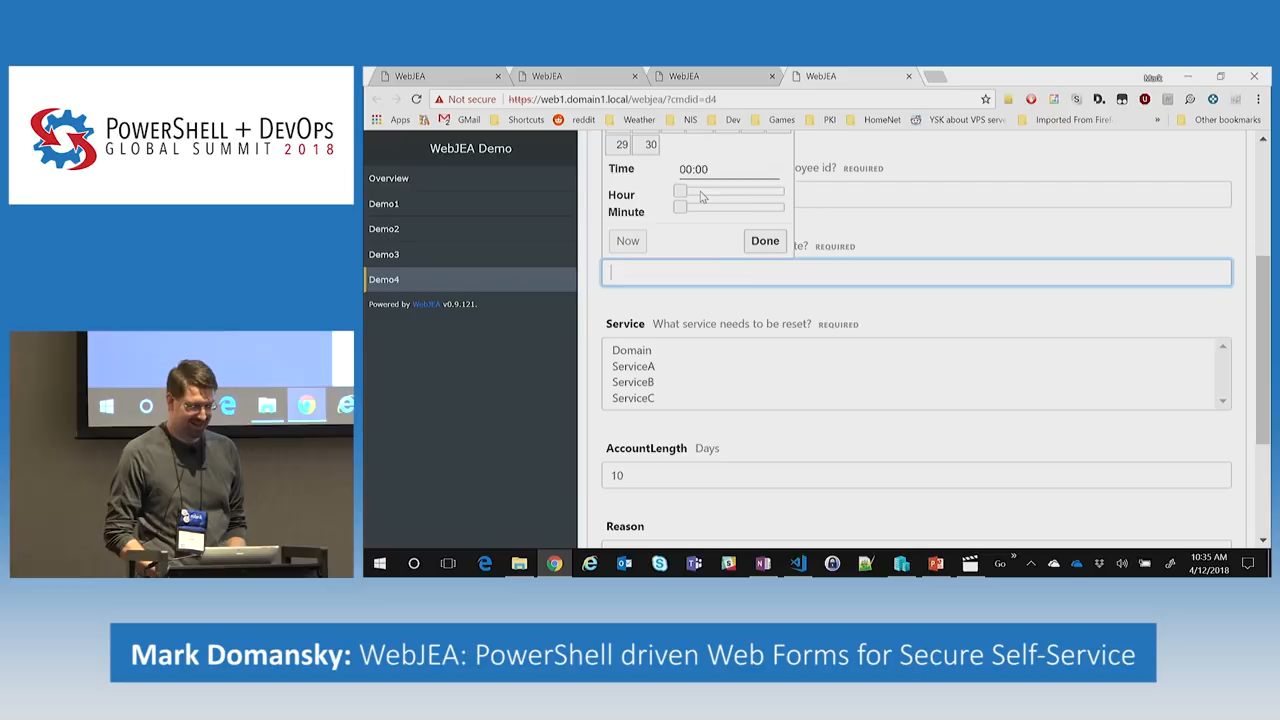 POWERSHELL + DEVOPS
GLOBAL SUMMIT 2018
WebJEA
WebJEA
WebJEA
WebJEA
Mark
Not secure
https://web1.domain1.local/webjea/?cmdid=d4
Apps
GMail
Shortcuts
reddit
Weather
NIS
Dev
Games
PKI
HomeNet
YSK about VPS serv
Imported From Firef
»
Other bookmarks
WebJEA Demo
Overview
Demo1
Demo2
Demo3
Demo4
Powered by WebJEA v0.9.121.
29 30
Time 00:00
Hour
Minute
Now Done
oyee id? REQUIRED
te? REQUIRED
Service What service needs to be reset? REQUIRED
Domain
ServiceA
ServiceB
ServiceC
AccountLength Days
10
Reason
Go
»
10:35 AM
4/12/2018
Mark Domansky: WebJEA: PowerShell driven Web Forms for Secure Self-Service